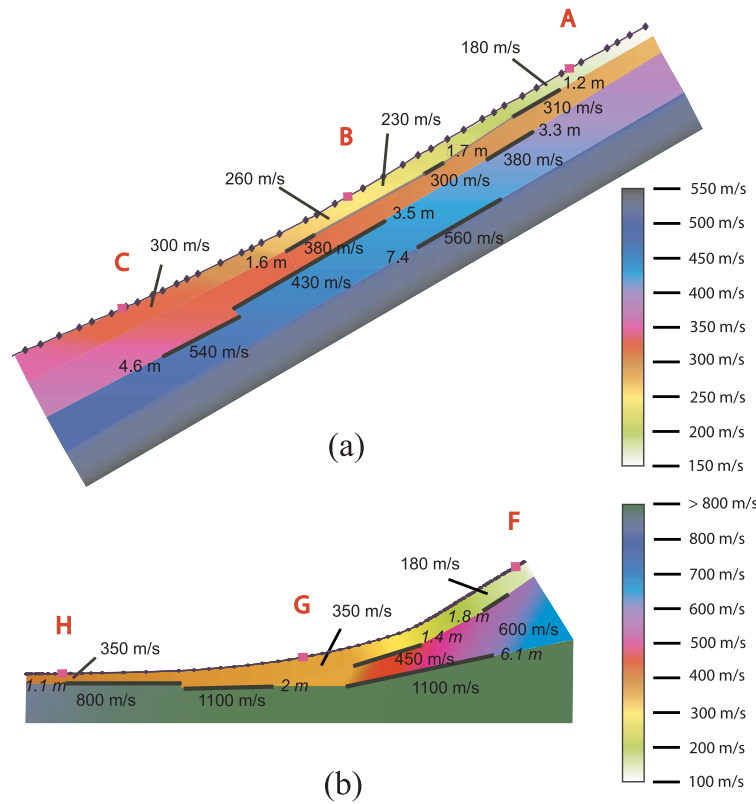 A
180 m/s
1.2 m
310 m/s
230 m/s
3.3 m
B
1.7 m
380 m/s
300 m/s
260 m/s
3.5 m
560 m/s
380 m/s
7.4
C
300 m/s
1.6 m
430 m/s
540 m/s
4.6 m
(a)
550 m/s
500 m/s
450 m/s
400 m/s
350 m/s
300 m/s
250 m/s
200 m/s
150 m/s
F
180 m/s
G
350 m/s
1.8 m
H
350 m/s
1.4 m
600 m/s
450 m/s
6.1 m
1.1 m
800 m/s
1100 m/s
2 m
1100 m/s
(b)
> 800 m/s
800 m/s
700 m/s
600 m/s
500 m/s
400 m/s
300 m/s
200 m/s
100 m/s